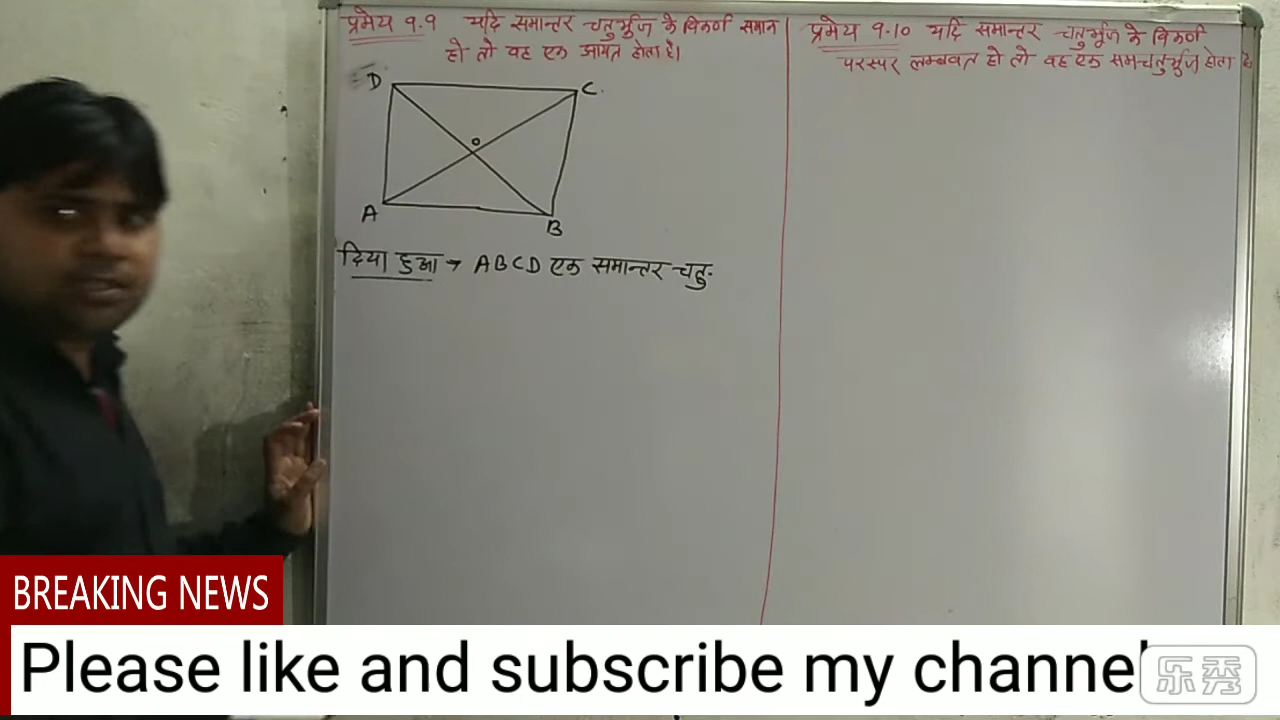 प्रमेय 9.9 यदि समान्तर चतुर्भुज के विकर्ण समान
हो तो वह एक आयत होता है।
D
C
O
A
B
दिया हुआ → ABCD एक समान्तर चतु.
प्रमेय 9.10 यदि समान्तर चतुर्भुज के विकर्ण
परस्पर लम्बवत हो तो वह एक समचतुर्भुज होता है
BREAKING NEWS
Please like and subscribe my channel
乐秀